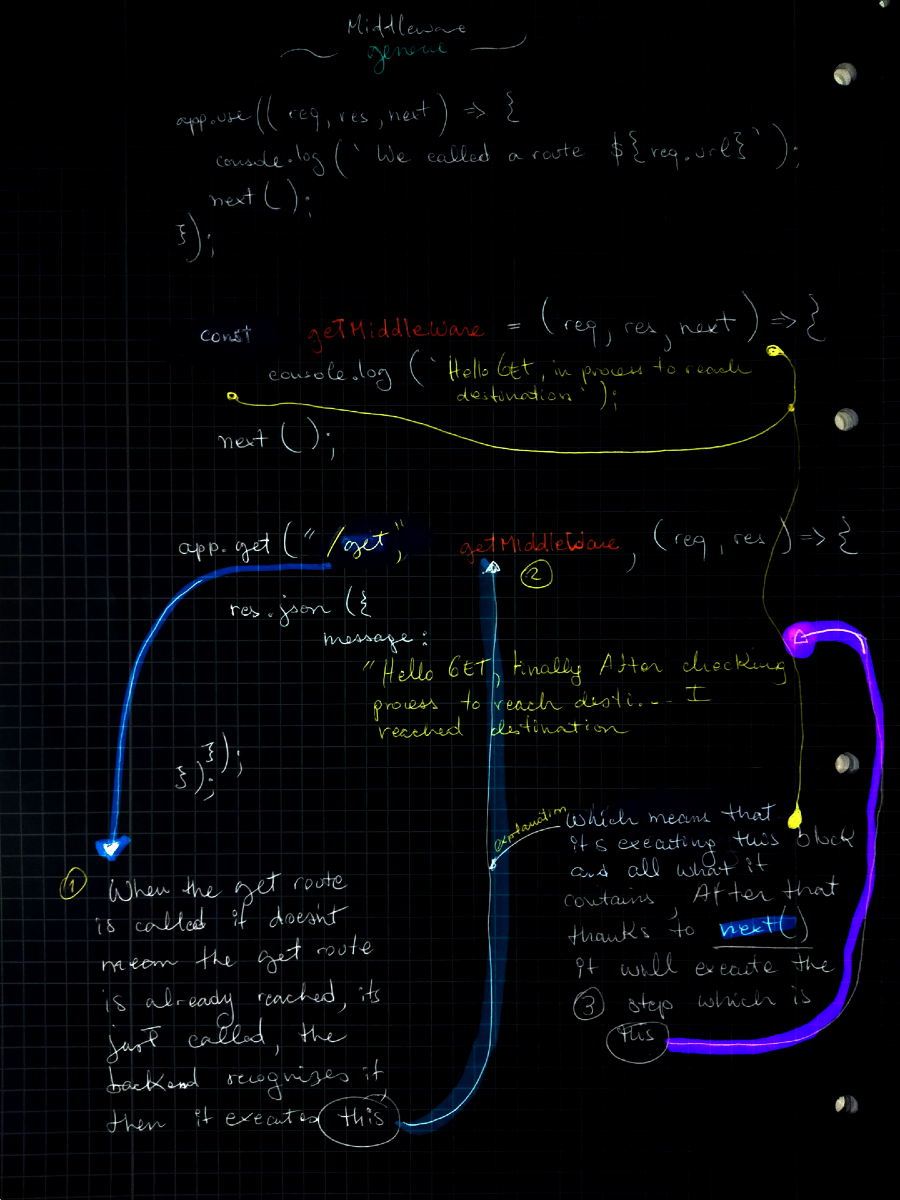 Middleware
generic
app.use((req, res, next) => {
console.log(`We called a route ${req.url}`);
next();
});
const getMiddleWare = (req, res, next) => {
console.log(`Hello GET, in process to reach
destination`);
next();
app.get("/get", getMiddleWare, (req, res) => {
②
res.json({
message:
"Hello GET, finally After checking
process to reach desti.... I
reached destination
});
});
explanation
① When the get route
is called it doesn't
mean the get route
is already reached, its
just called, the
backend recognizes it,
then it executes this
which means that
it is executing this block
and all what it
contains, After that
thanks to next()
it will execute the
③ step which is
this